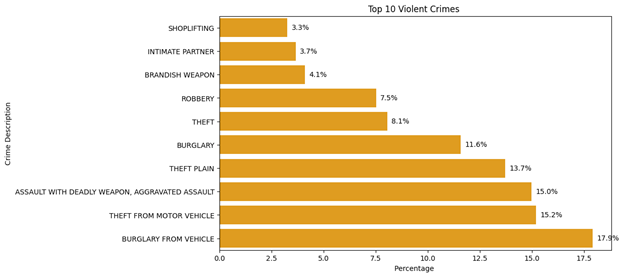 Top 10 Violent Crimes
Crime Description
SHOPLIFTING 3.3%
INTIMATE PARTNER 3.7%
BRANDISH WEAPON 4.1%
ROBBERY 7.5%
THEFT 8.1%
BURGLARY 11.6%
THEFT PLAIN 13.7%
ASSAULT WITH DEADLY WEAPON, AGGRAVATED ASSAULT 15.0%
THEFT FROM MOTOR VEHICLE 15.2%
BURGLARY FROM VEHICLE 17.9%
0.0 2.5 5.0 7.5 10.0 12.5 15.0 17.5
Percentage